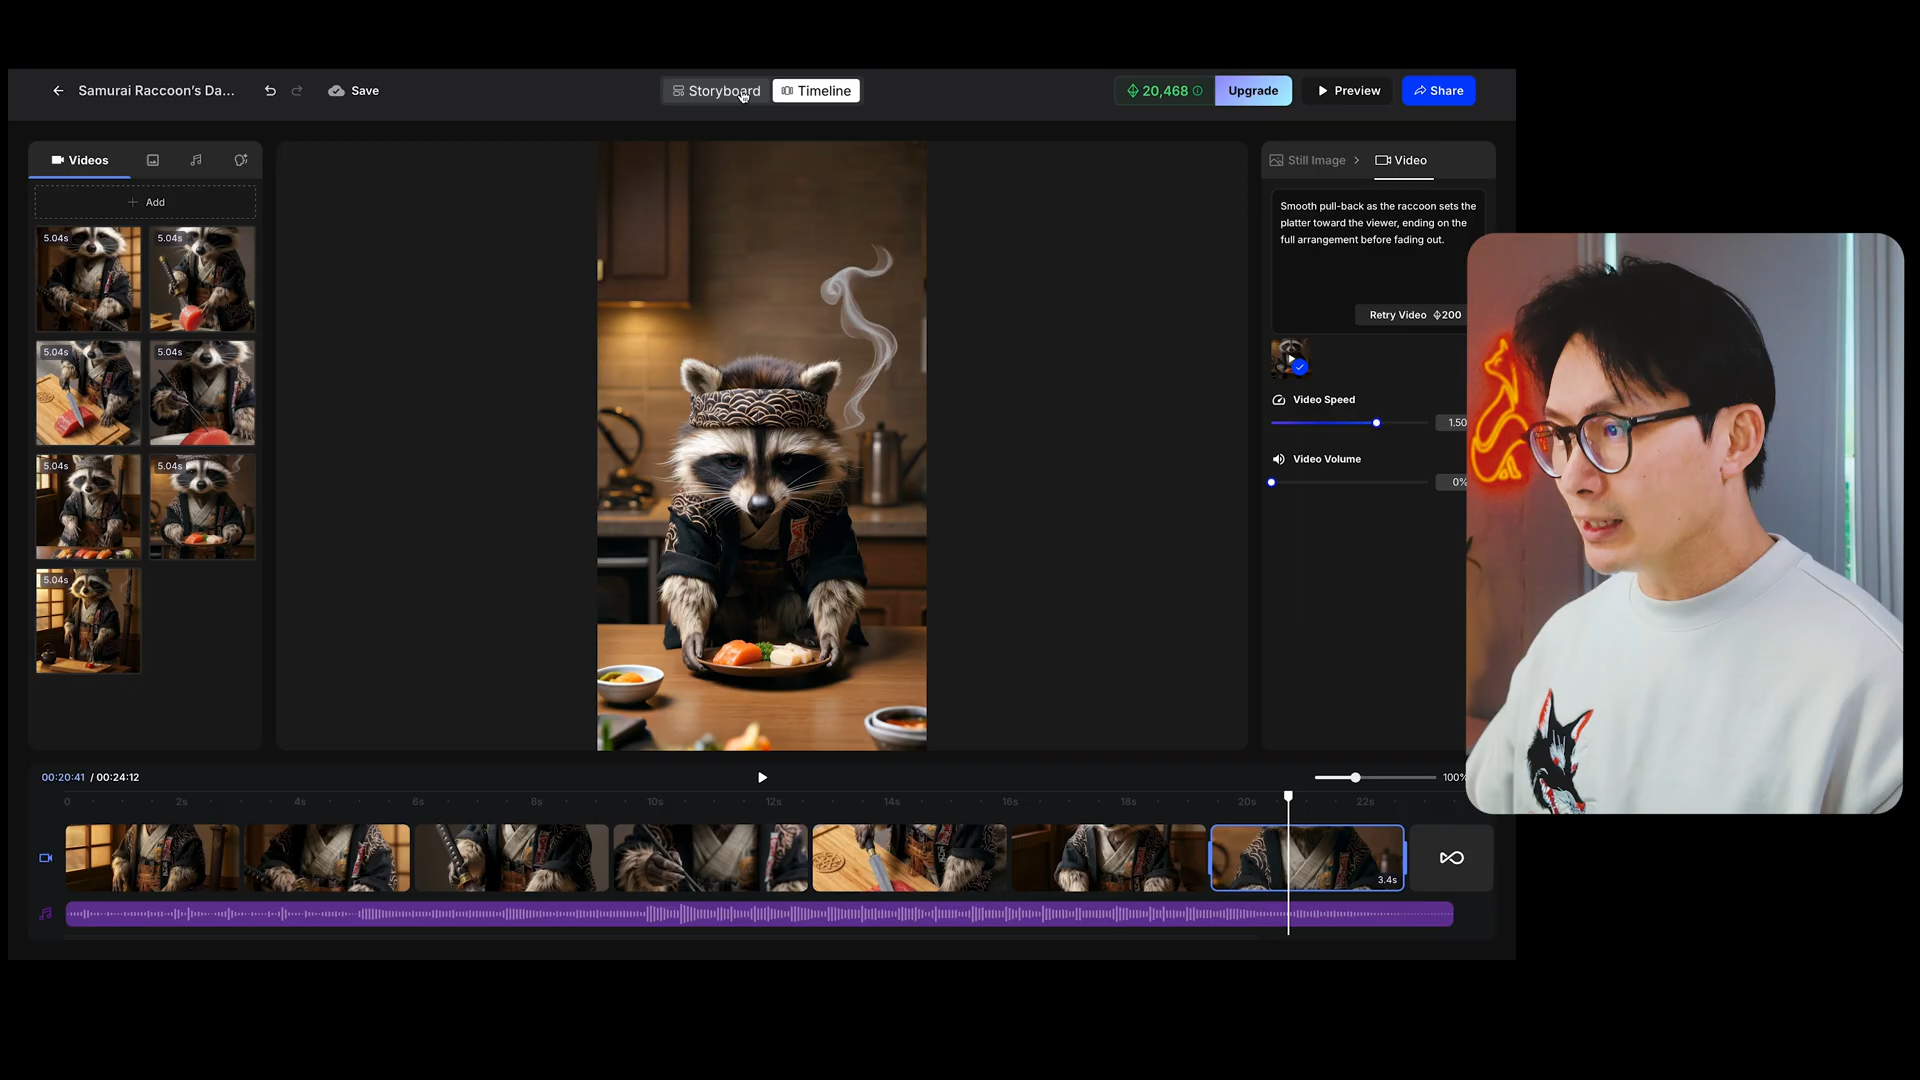 Samurai Raccoon's Da...
Save
Storyboard
Timeline
20,468
Upgrade
Preview
Share
Videos
Add
5.04s
5.04s
5.04s
5.04s
5.04s
5.04s
5.04s
Still Image
Video
Smooth pull-back as the raccoon sets the
platter toward the viewer, ending on the
full arrangement before fading out.
Retry Video 200
Video Speed
1.50
Video Volume
0%
00:20:41 / 00:24:12
100%
0 2s 4s 6s 8s 10s 12s 14s 16s 18s 20s 22s
3.4s